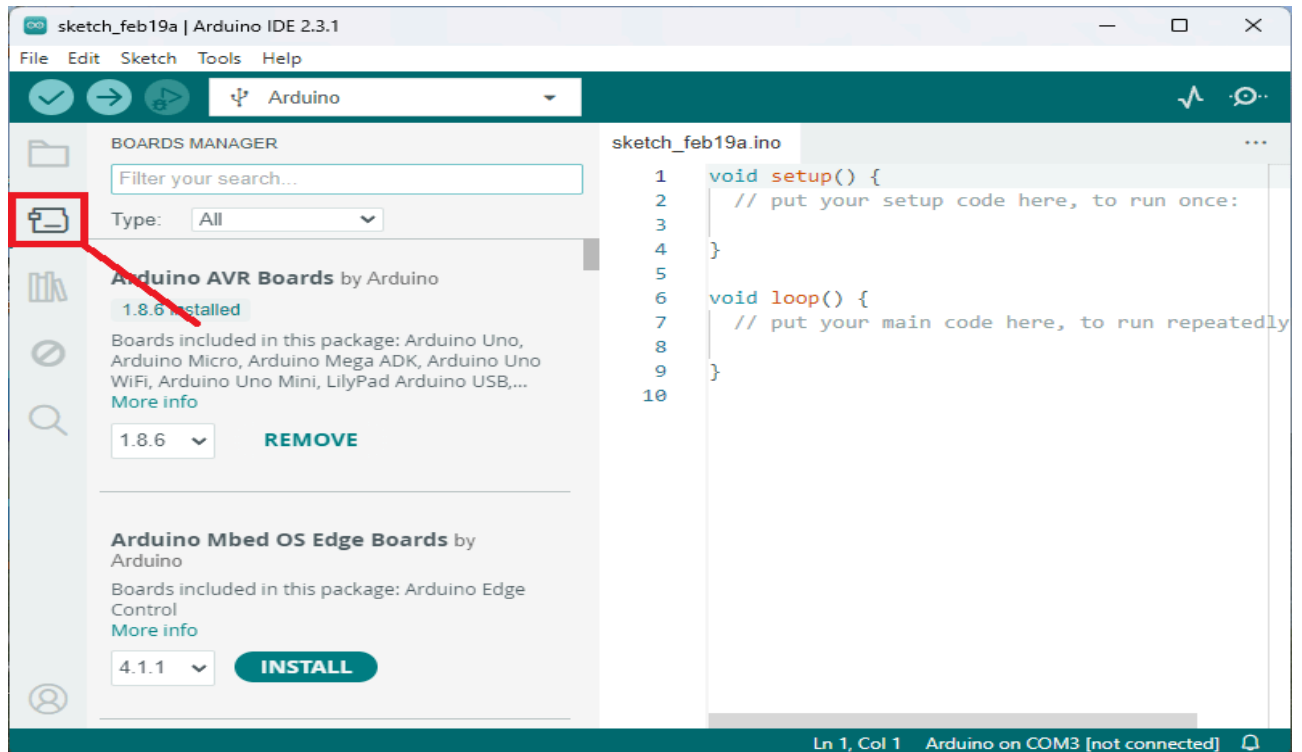 sketch_feb19a | Arduino IDE 2.3.1
File Edit Sketch Tools Help
Arduino
BOARDS MANAGER
Filter your search...
Type: All
Arduino AVR Boards by Arduino
1.8.6 installed
Boards included in this package: Arduino Uno,
Arduino Micro, Arduino Mega ADK, Arduino Uno
WiFi, Arduino Uno Mini, LilyPad Arduino USB,...
More info
1.8.6 REMOVE
Arduino Mbed OS Edge Boards by
Arduino
Boards included in this package: Arduino Edge
Control
More info
4.1.1 INSTALL
sketch_feb19a.ino
1 void setup() {
2 // put your setup code here, to run once:
3
4 }
5
6 void loop() {
7 // put your main code here, to run repeatedly
8
9 }
10
Ln 1, Col 1 Arduino on COM3 [not connected]